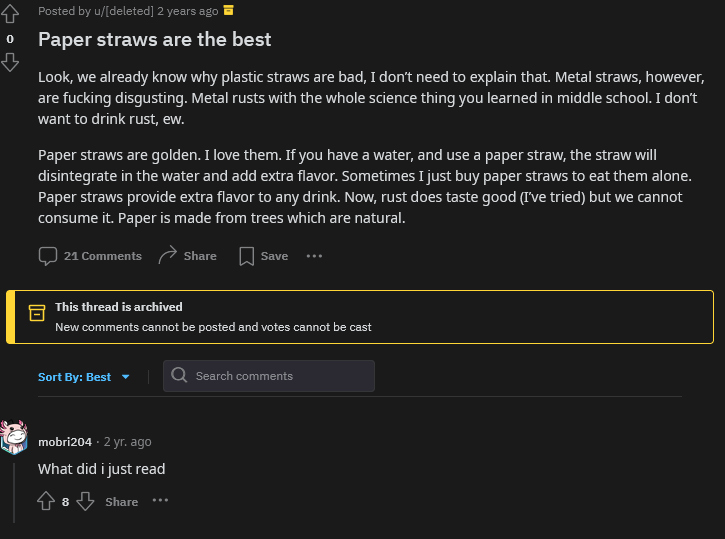 Posted by u/[deleted] 2 years ago
0
Paper straws are the best
Look, we already know why plastic straws are bad, I don't need to explain that. Metal straws, however,
are fucking disgusting. Metal rusts with the whole science thing you learned in middle school. I don't
want to drink rust, ew.
Paper straws are golden. I love them. If you have a water, and use a paper straw, the straw will
disintegrate in the water and add extra flavor. Sometimes I just buy paper straws to eat them alone.
Paper straws provide extra flavor to any drink. Now, rust does taste good (I've tried) but we cannot
consume it. Paper is made from trees which are natural.
21 Comments Share Save ...
This thread is archived
New comments cannot be posted and votes cannot be cast
Sort By: Best
Search comments
mobri204 · 2 yr. ago
What did i just read
8 Share ...